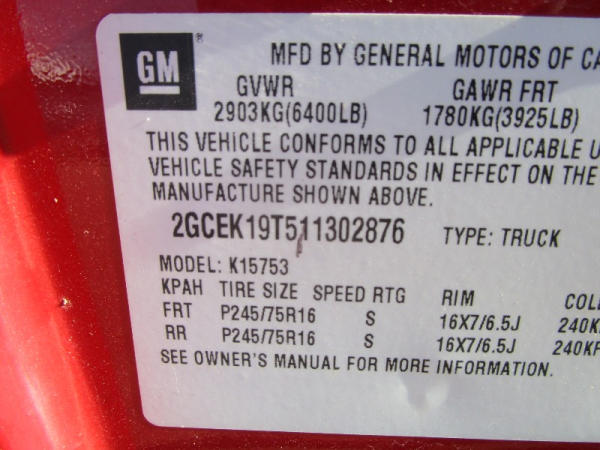 GM
MFD BY GENERAL MOTORS OF
GVWR GAWR FRT
2903KG(6400LB) 1780KG(3925LB)
THIS VEHICLE CONFORMS TO ALL APPLICABLE
VEHICLE SAFETY STANDARDS IN EFFECT ON THE
MANUFACTURE SHOWN ABOVE.
2GCEK19T511302876 TYPE: TRUCK
MODEL: K15753
KPAH TIRE SIZE SPEED RTG RIM
FRT P245/75R16 S 16X7/6.5J
RR P245/75R16 S 16X7/6.5J
SEE OWNER'S MANUAL FOR MORE INFORMATION.